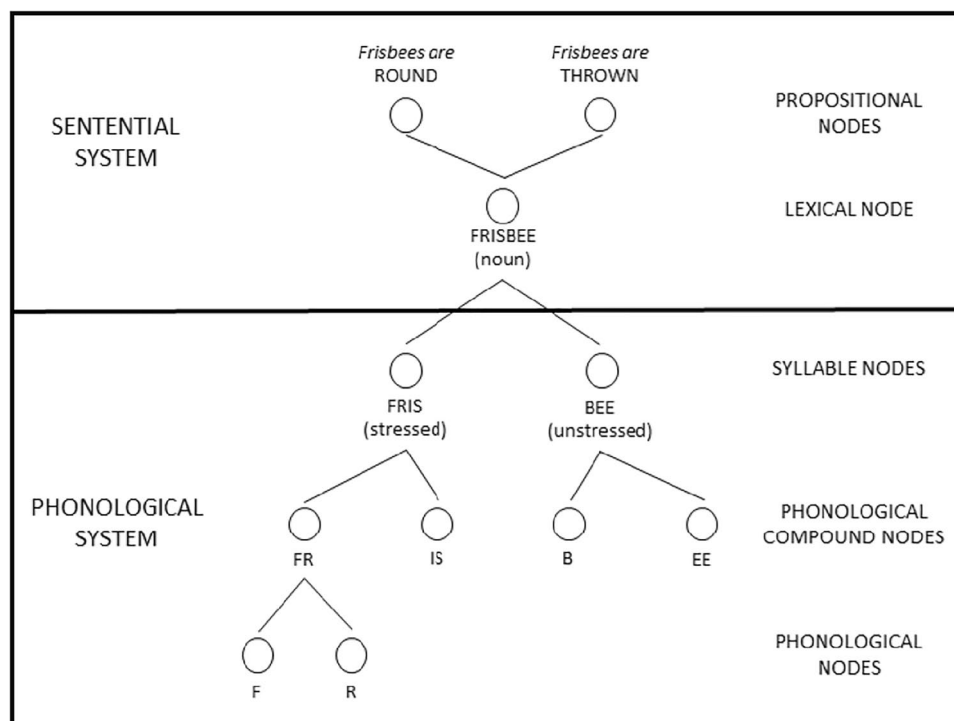 Frisbees are
ROUND
Frisbees are
THROWN
PROPOSITIONAL
NODES
SENTENTIAL
SYSTEM
LEXICAL NODE
FRISBEE
(noun)
SYLLABLE NODES
FRIS
(stressed)
BEE
(unstressed)
PHONOLOGICAL
SYSTEM
PHONOLOGICAL
COMPOUND NODES
FR
IS
B
EE
PHONOLOGICAL
NODES
F
R